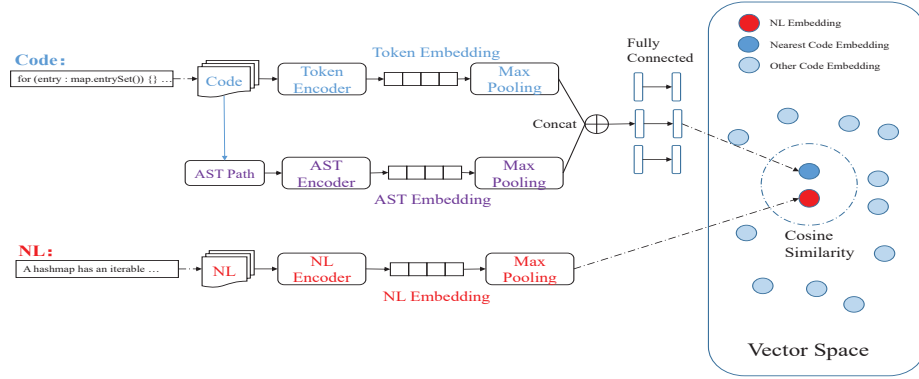 Code:
for (entry : map.entrySet()) {} ...
Code
Token
Encoder
Token Embedding
Max
Pooling
Concat
Fully
Connected
AST Path
AST
Encoder
AST Embedding
Max
Pooling
NL:
A hashmap has an iterable ...
NL
NL
Encoder
NL Embedding
Max
Pooling
NL Embedding
Nearest Code Embedding
Other Code Embedding
Cosine
Similarity
Vector Space